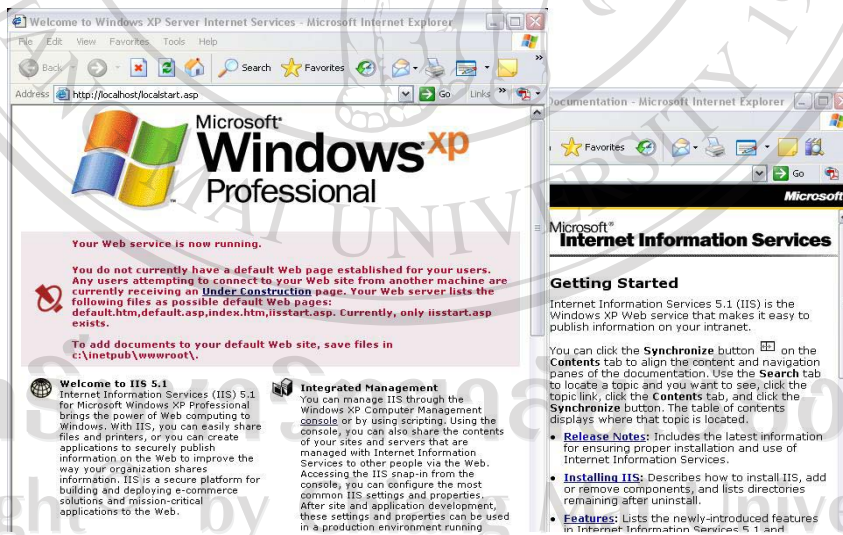 Welcome to Windows XP Server Internet Services - Microsoft Internet Explorer
File Edit View Favorites Tools Help
Back Search Favorites
Address http://localhost/localstart.asp Go Links
Microsoft
Windows xp
Professional
Your Web service is now running.
You do not currently have a default Web page established for your users.
Any users attempting to connect to your Web site from another machine are
currently receiving an Under Construction page. Your Web server lists the
following files as possible default Web pages:
default.htm,default.asp,index.htm,iisstart.asp. Currently, only iisstart.asp
exists.
To add documents to your default Web site, save files in
c:\inetpub\wwwroot\.
Welcome to IIS 5.1
Internet Information Services (IIS) 5.1
for Microsoft Windows XP Professional
brings the power of Web computing to
Windows. With IIS, you can easily share
files and printers, or you can create
applications to securely publish
information on the Web to improve the
way your organization shares
information. IIS is a secure platform for
building and deploying e-commerce
solutions and mission-critical
applications to the Web.
Integrated Management
You can manage IIS through the
Windows XP Computer Management
console or by using scripting. Using the
console, you can also share the contents
of your sites and servers that are
managed with Internet Information
Services to other people via the Web.
Accessing the IIS snap-in from the
console, you can configure the most
common IIS settings and properties.
After site and application development,
these settings and properties can be used
in a production environment running
Documentation - Microsoft Internet Explorer
Favorites
Go
Microsoft
Microsoft®
Internet Information Services
Getting Started
Internet Information Services 5.1 (IIS) is the
Windows XP Web service that makes it easy to
publish information on your intranet.
You can click the Synchronize button on the
Contents tab to align the content and navigation
panes of the documentation. Use the Search tab
to locate a topic and you want to see, click the
topic link, click the Contents tab, and click the
Synchronize button. The table of contents
displays where that topic is located.
• Release Notes: Includes the latest information
for ensuring proper installation and use of
Internet Information Services.
• Installing IIS: Describes how to install IIS, add
or remove components, and lists directories
remaining after uninstall.
• Features: Lists the newly-introduced features
in Internet Information Services 5.1 and